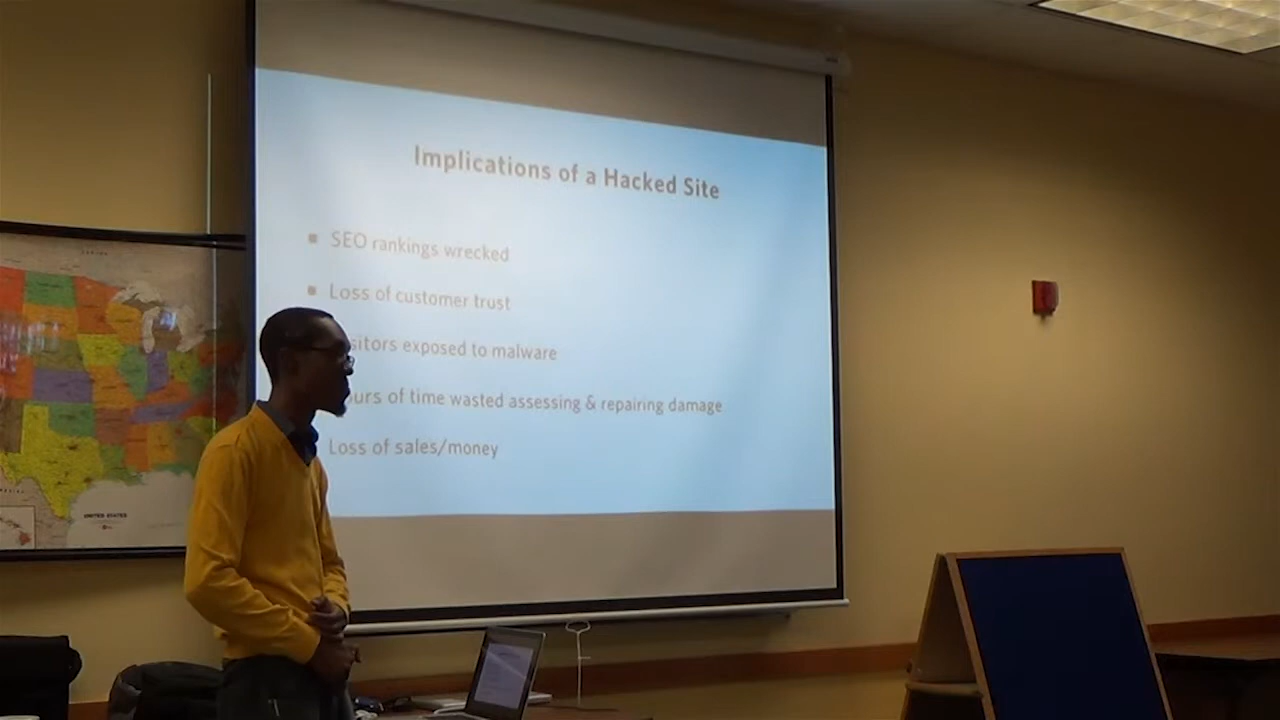 Implications of a Hacked Site
SEO rankings wrecked
Loss of customer trust
sitors exposed to malware
ours of time wasted assessing & repairing damage
Loss of sales/money
UNITED STATES